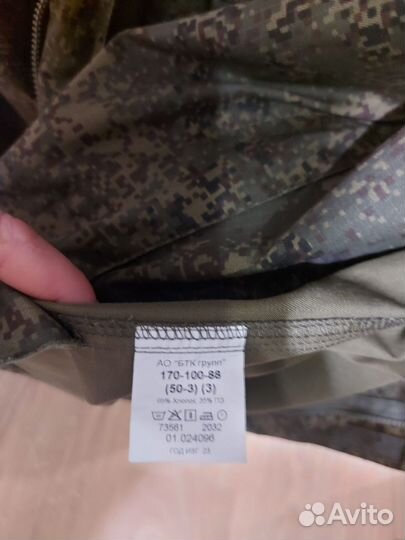 АО "БТК групп"
170-100-88
(50-3) (3)
65% Хлопок, 35% ПЭ
73561 2032
01.024096
ГОД ИЗГ. 23
Avito